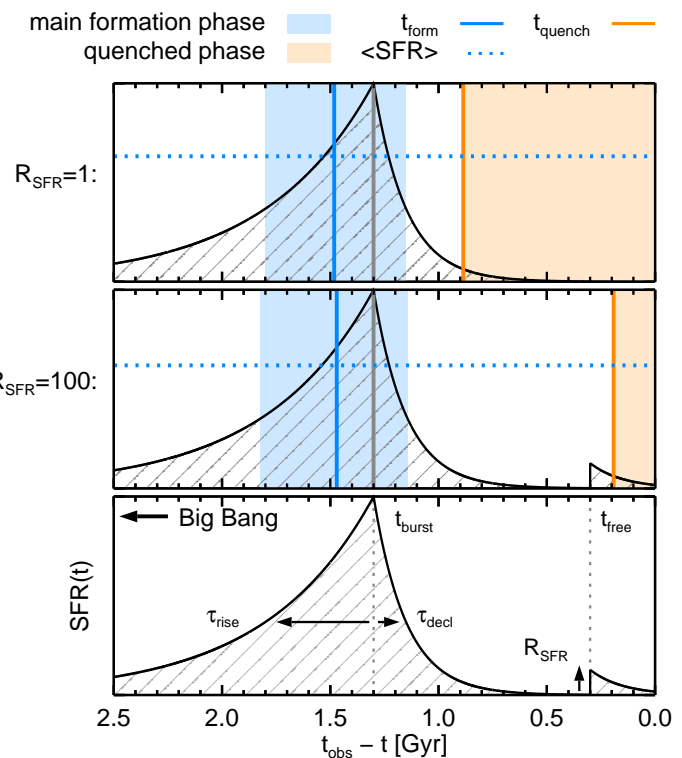 main formation phase t_form t_quench
quenched phase <SFR>
R_SFR=1:
R_SFR=100:
Big Bang t_burst t_free
τ_rise τ_decl
R_SFR
SFR(t)
2.5 2.0 1.5 1.0 0.5 0.0
t_obs − t [Gyr]